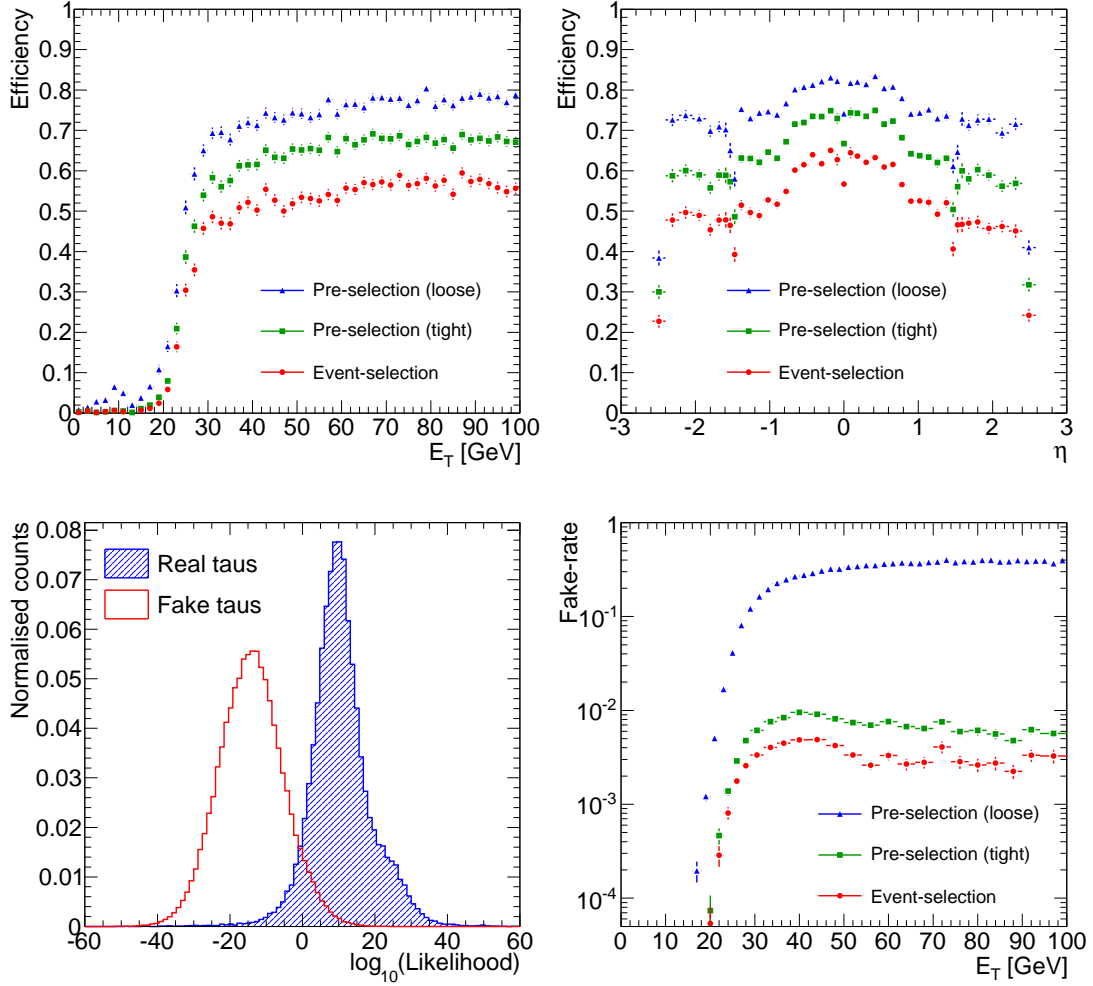 Efficiency
1
0.9
0.8
0.7
0.6
0.5
0.4
0.3
0.2
0.1
0
Pre-selection (loose)
Pre-selection (tight)
Event-selection
0 10 20 30 40 50 60 70 80 90 100
E_T [GeV]
Efficiency
1
0.9
0.8
0.7
0.6
0.5
0.4
0.3
0.2
0.1
0
Pre-selection (loose)
Pre-selection (tight)
Event-selection
-3 -2 -1 0 1 2 3
η
Normalised counts
0.08
0.07
0.06
0.05
0.04
0.03
0.02
0.01
0
Real taus
Fake taus
-60 -40 -20 0 20 40 60
log_10(Likelihood)
Fake-rate
1
10^-1
10^-2
10^-3
10^-4
Pre-selection (loose)
Pre-selection (tight)
Event-selection
0 10 20 30 40 50 60 70 80 90 100
E_T [GeV]